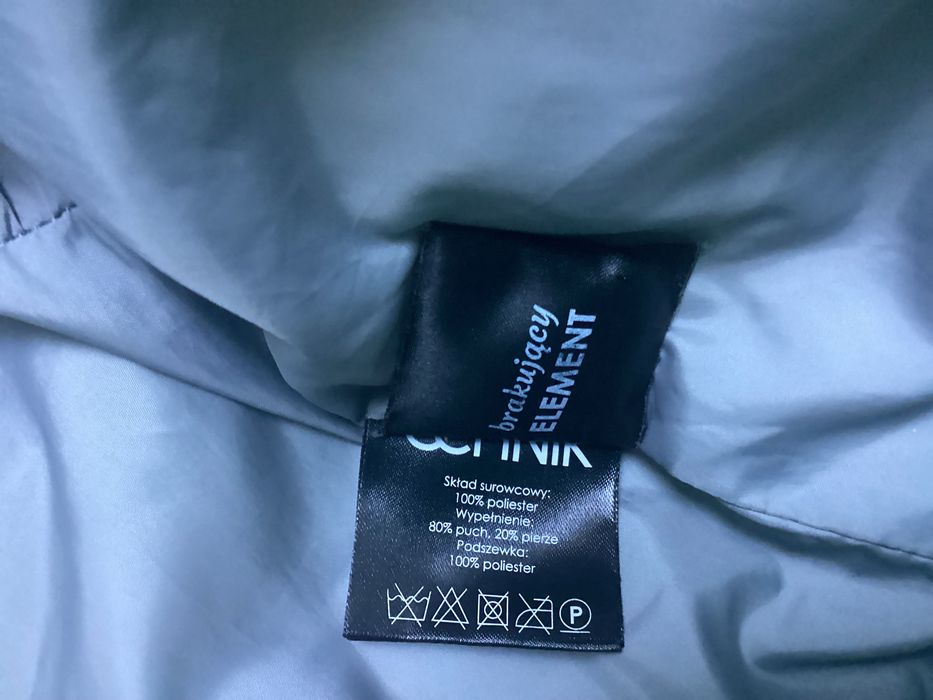 brakujący
ELEMENT
Skład surowcowy:
100% poliester
Wypełnienie:
80% puch, 20% pierze
Podszewka:
100% poliester
P